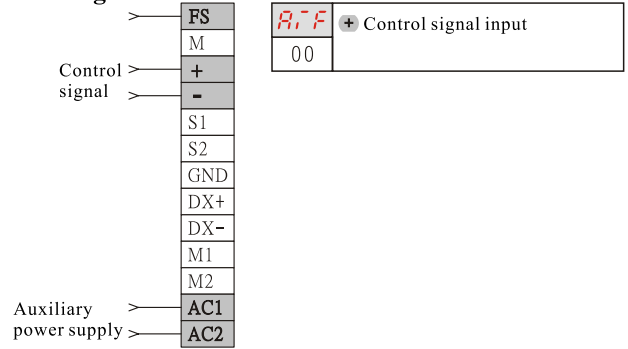 FS
M
Control
signal
+
-
S1
S2
GND
DX+
DX-
M1
M2
Auxiliary
power supply
AC1
AC2
+ Control signal input
00